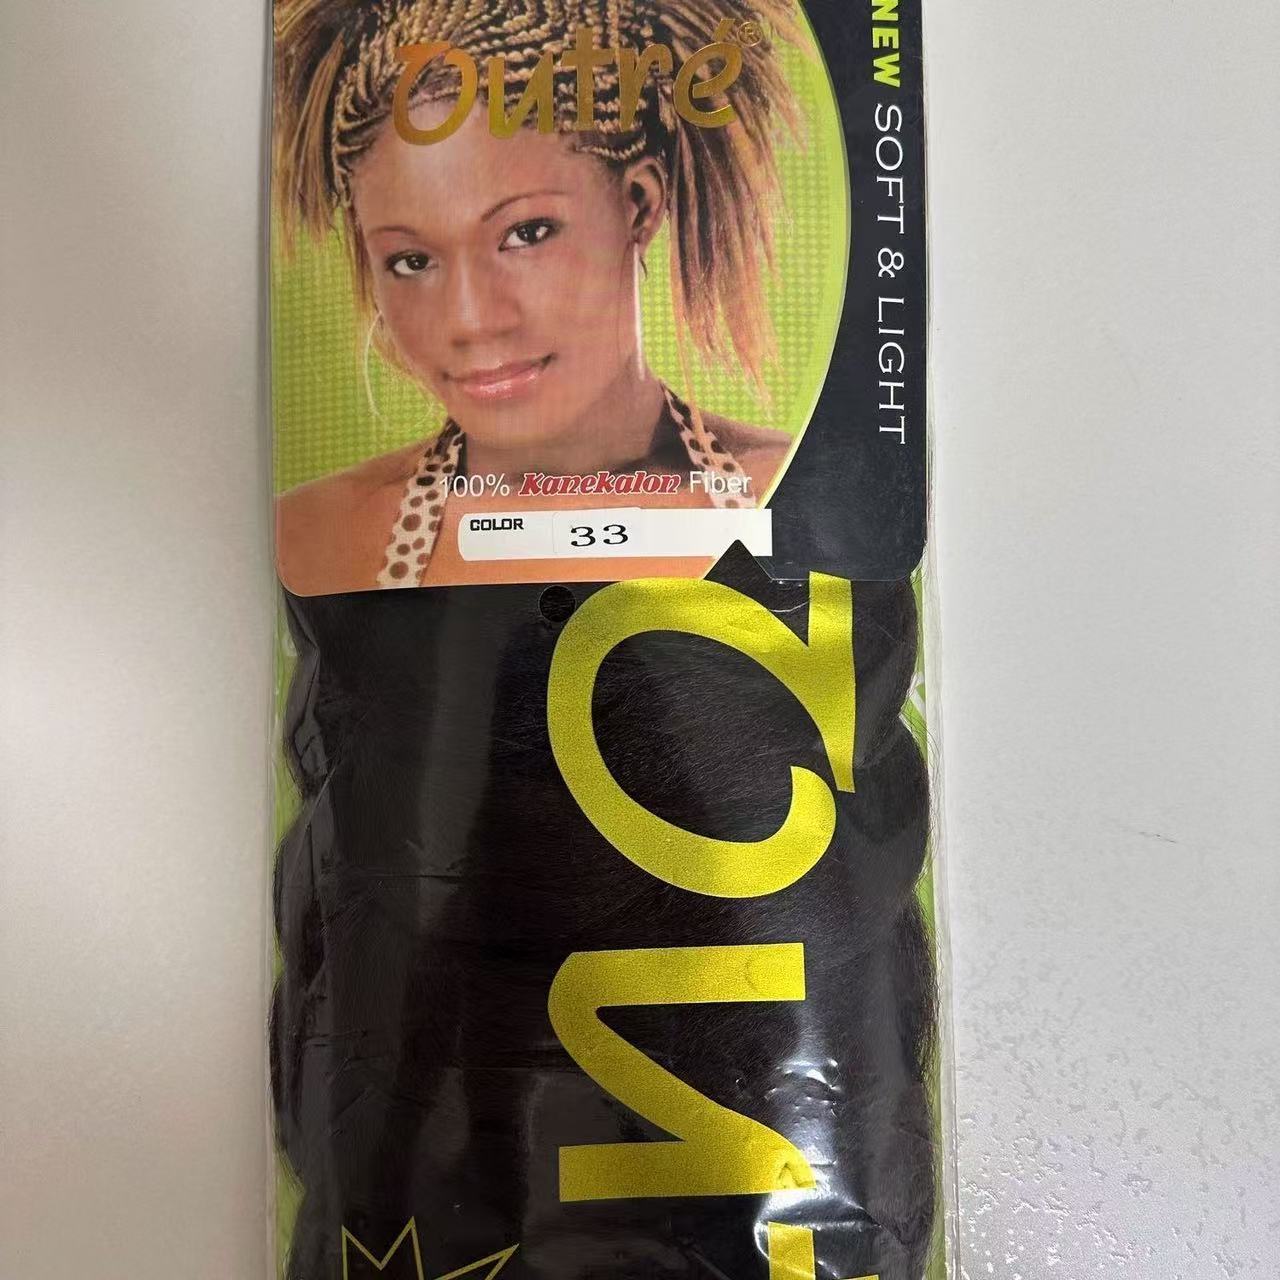 Outré®
NEW SOFT & LIGHT
100% Kanekalon Fiber
COLOR 33